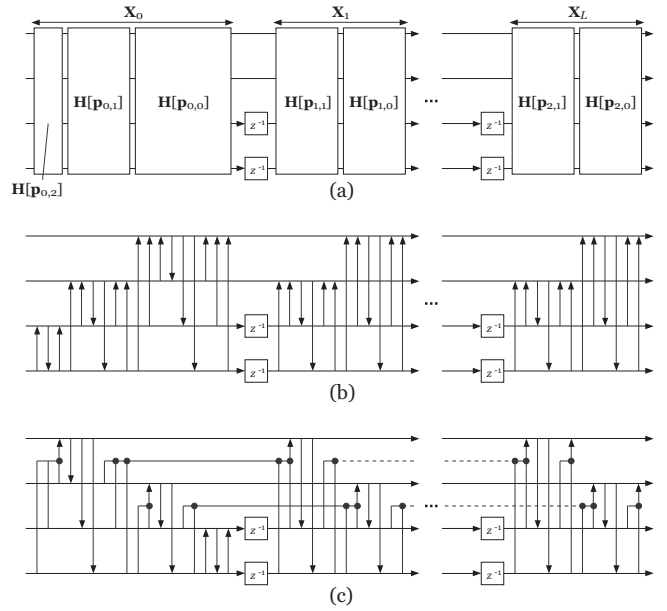 X₀ X₁ X_L
H[p₀,₁] H[p₀,₀] H[p₁,₁] H[p₁,₀] ... H[p₂,₁] H[p₂,₀]
z⁻¹ z⁻¹
z⁻¹ z⁻¹
H[p₀,₂]
(a)
...
z⁻¹ z⁻¹
z⁻¹ z⁻¹
(b)
...
z⁻¹ z⁻¹
z⁻¹ z⁻¹
(c)